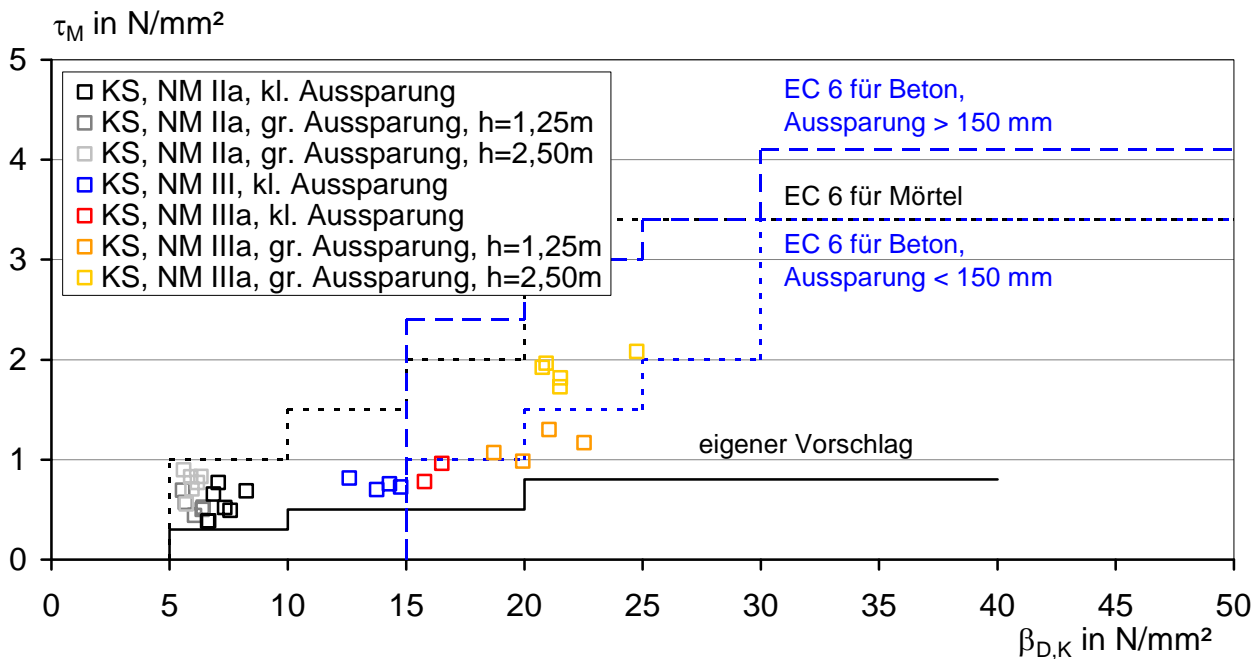 τM in N/mm²
5
4
3
2
1
0
KS, NM IIa, kl. Aussparung
KS, NM IIa, gr. Aussparung, h=1,25m
KS, NM IIa, gr. Aussparung, h=2,50m
KS, NM III, kl. Aussparung
KS, NM IIIa, kl. Aussparung
KS, NM IIIa, gr. Aussparung, h=1,25m
KS, NM IIIa, gr. Aussparung, h=2,50m
EC 6 für Beton,
Aussparung > 150 mm
EC 6 für Mörtel
EC 6 für Beton,
Aussparung < 150 mm
eigener Vorschlag
0 5 10 15 20 25 30 35 40 45 50
βD,K in N/mm²